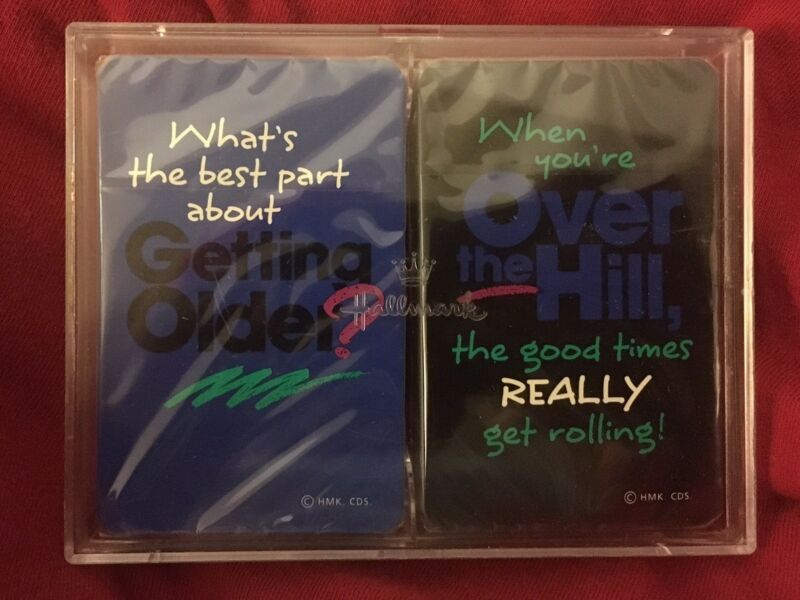 What's
the best part
about
Getting
Older?
© HMK. CDS.
Hallmark
When
you're
Over
the Hill,
the good times
REALLY
get rolling!
© HMK. CDS.